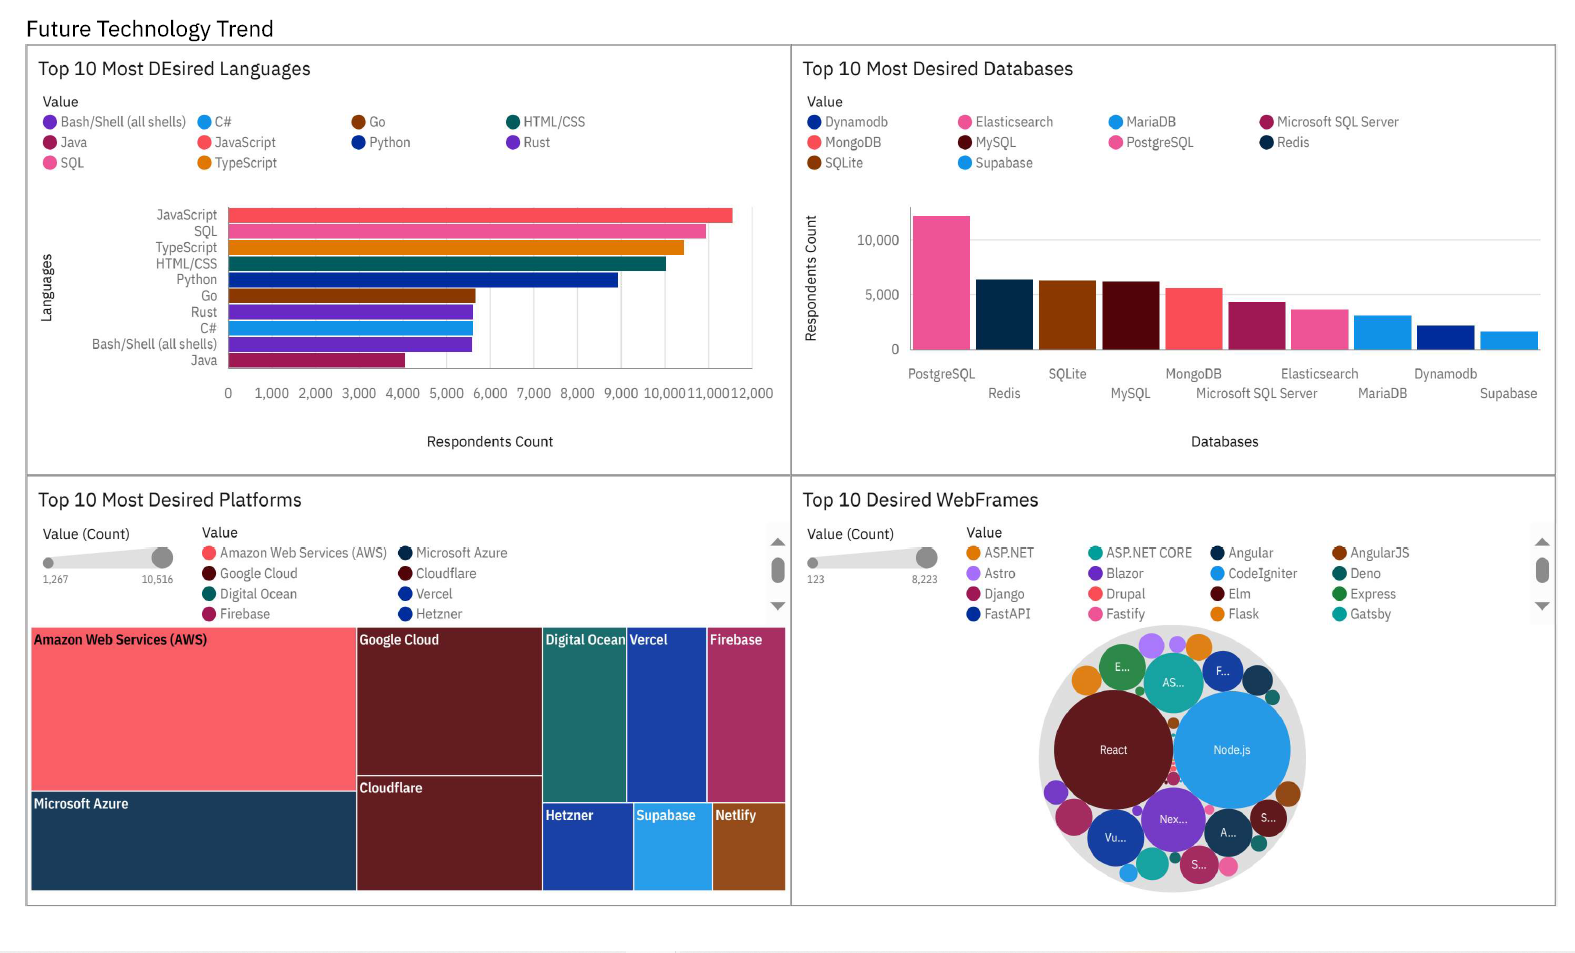 Future Technology Trend
Top 10 Most DEsired Languages
Value
Bash/Shell (all shells) C# Go HTML/CSS
Java JavaScript Python Rust
SQL TypeScript
Languages
JavaScript
SQL
TypeScript
HTML/CSS
Python
Go
Rust
C#
Bash/Shell (all shells)
Java
0 1,000 2,000 3,000 4,000 5,000 6,000 7,000 8,000 9,000 10,000 11,000 12,000
Respondents Count
Top 10 Most Desired Databases
Value
Dynamodb Elasticsearch MariaDB Microsoft SQL Server
MongoDB MySQL PostgreSQL Redis
SQLite Supabase
Respondents Count
10,000
5,000
0
PostgreSQL SQLite MongoDB Elasticsearch Dynamodb
Redis MySQL Microsoft SQL Server MariaDB Supabase
Databases
Top 10 Most Desired Platforms
Value (Count)
1,267 10,516
Value
Amazon Web Services (AWS) Microsoft Azure
Google Cloud Cloudflare
Digital Ocean Vercel
Firebase Hetzner
Amazon Web Services (AWS) Google Cloud Digital Ocean Vercel Firebase
Cloudflare
Microsoft Azure
Hetzner Supabase Netlify
Top 10 Desired WebFrames
Value (Count)
123 8,223
Value
ASP.NET ASP.NET CORE Angular AngularJS
Astro Blazor CodeIgniter Deno
Django Drupal Elm Express
FastAPI Fastify Flask Gatsby
E... AS... F...
React Node.js
Vu... Nex... A... S...
S...